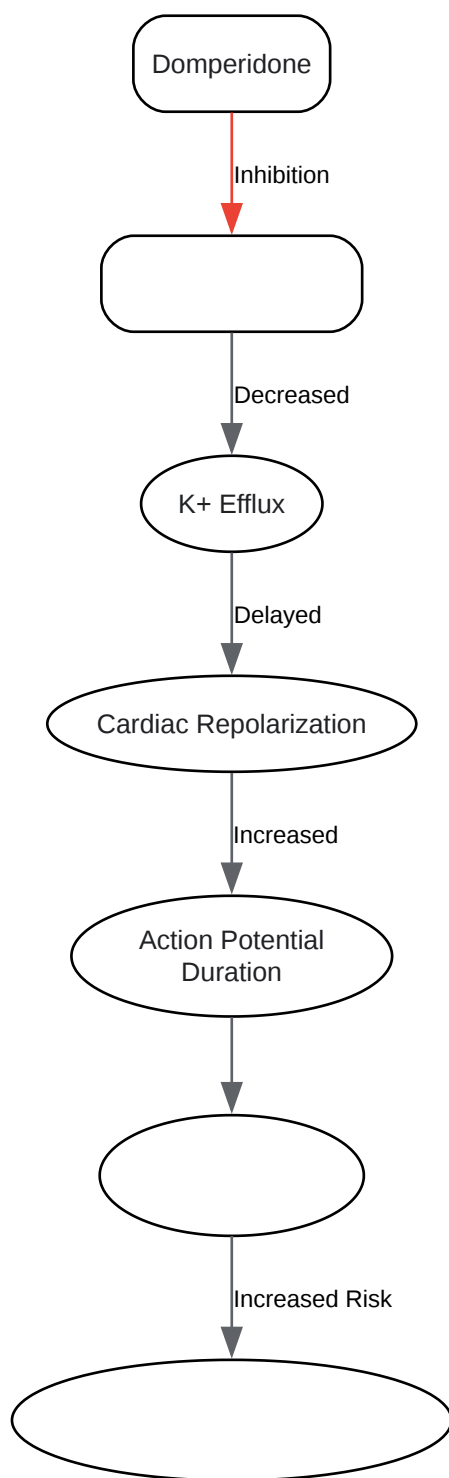 Domperidone
Inhibition
Decreased
K+ Efflux
Delayed
Cardiac Repolarization
Increased
Action Potential
Duration
Increased Risk